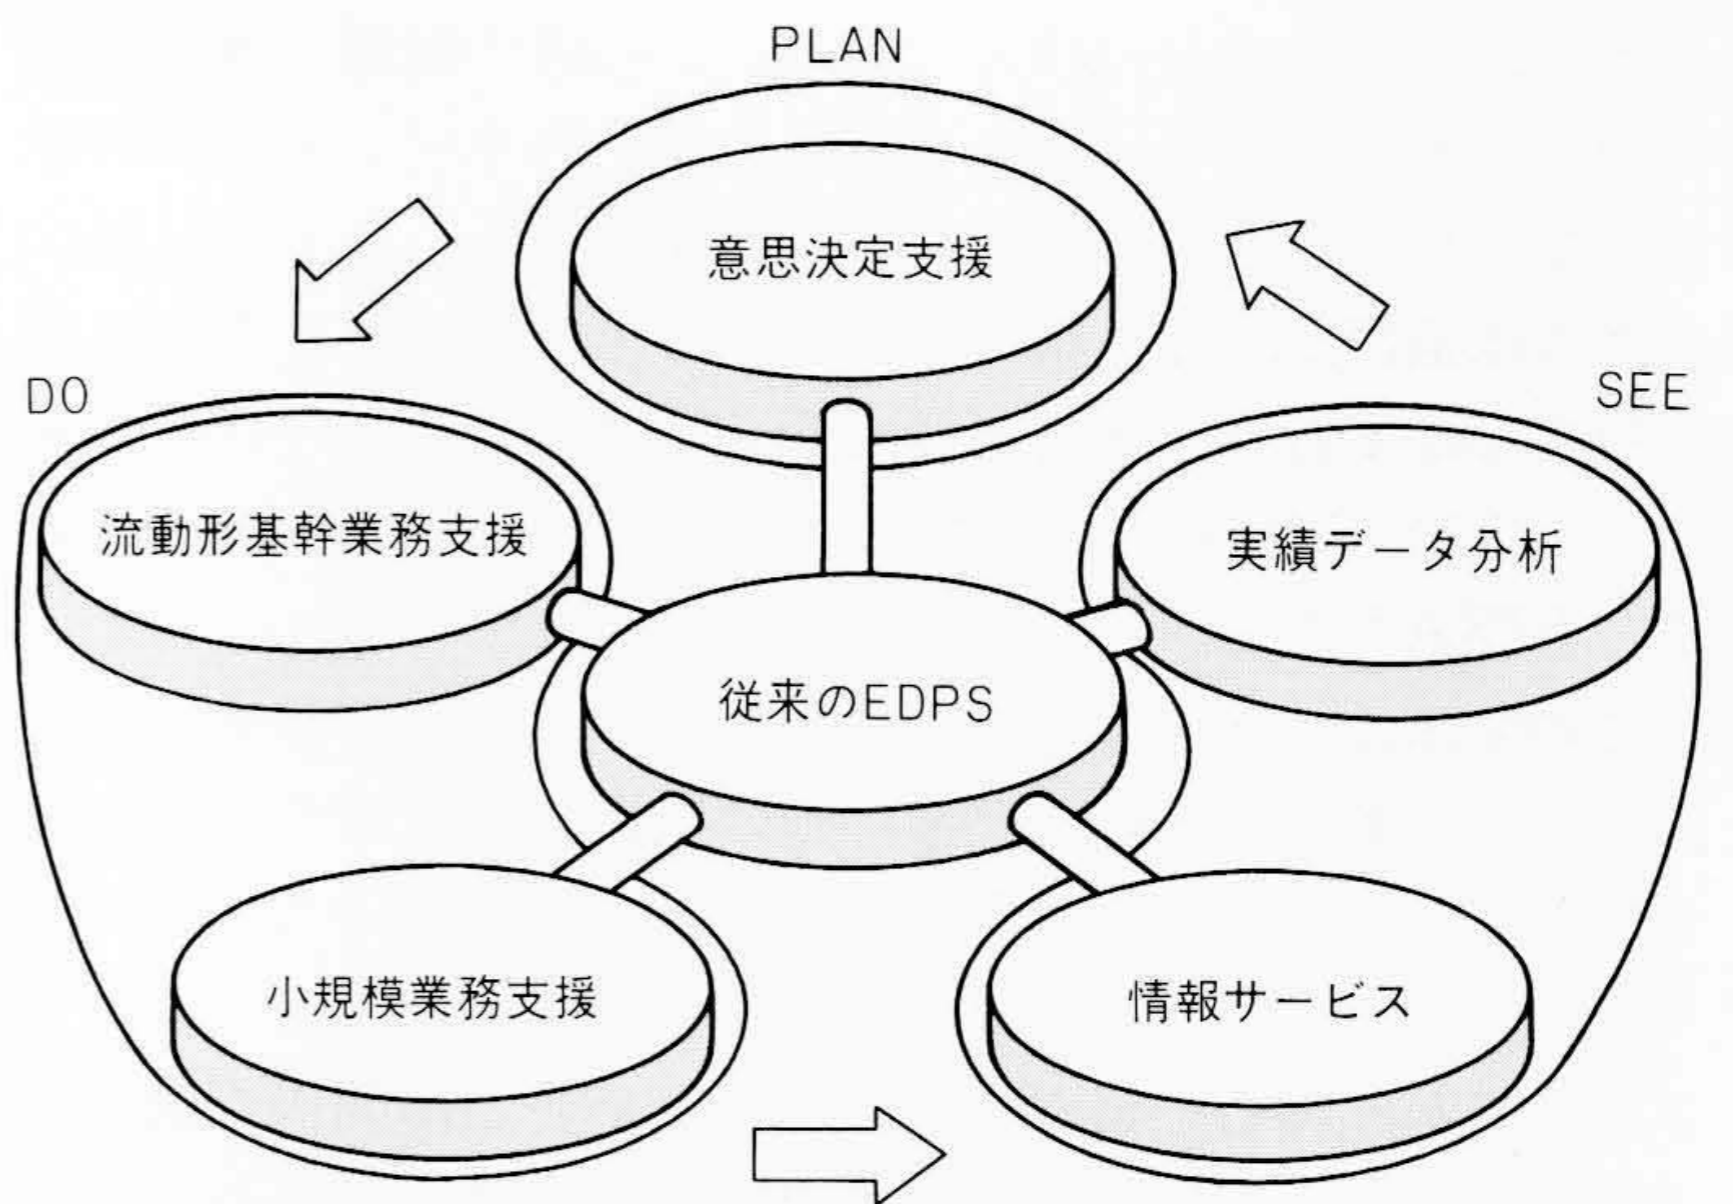 PLAN
意思決定支援
DO
SEE
流動形基幹業務支援
実績データ分析
従来のEDPS
小規模業務支援
情報サービス